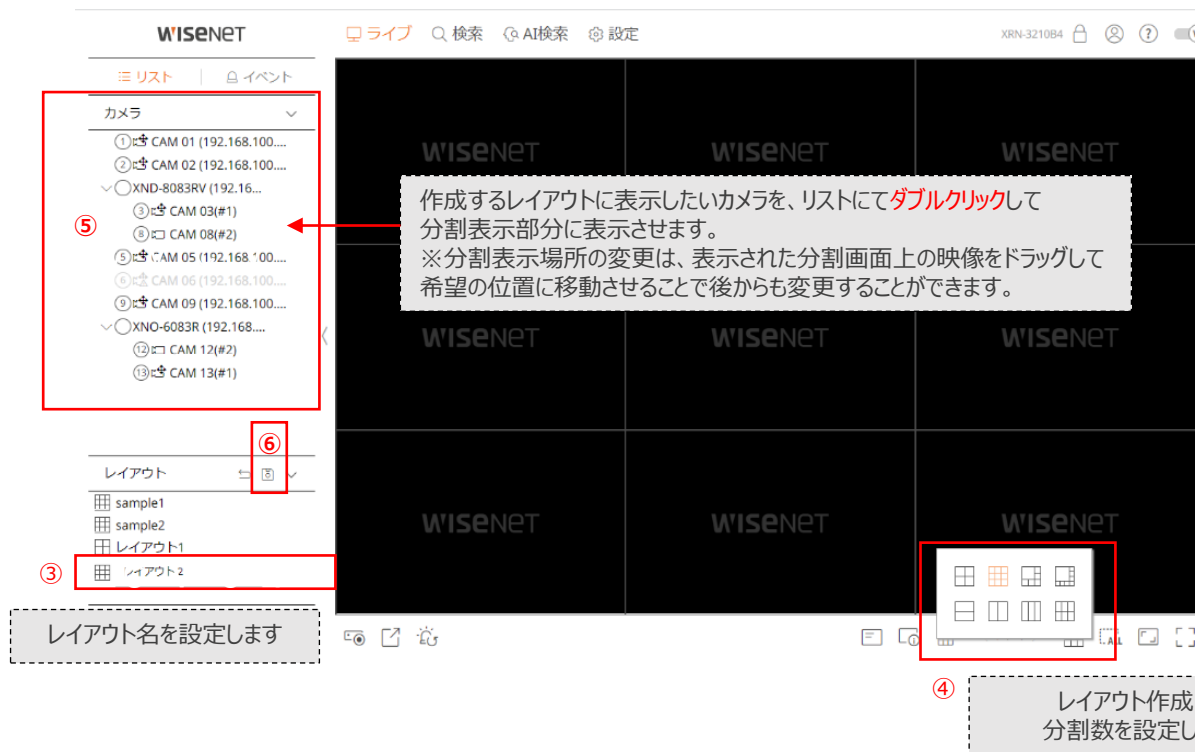 WISENET
ライブ 検索 AI検索 設定
XRN-3210B4
リスト イベント
カメラ
1 CAM 01 (192.168.100....
2 CAM 02 (192.168.100....
XND-8083RV (192.16...
3 CAM 03(#1)
8 CAM 08(#2)
5 CAM 05 (192.168.100....
6 CAM 06 (192.168.100....
9 CAM 09 (192.168.100....
XNO-6083R (192.168....
12 CAM 12(#2)
13 CAM 13(#1)
⑤
WISENET WISENET WISENET
作成するレイアウトに表示したいカメラを、リストにてダブルクリックして
分割表示部分に表示させます。
※分割表示場所の変更は、表示された分割画面上の映像をドラッグして
希望の位置に移動させることで後からも変更することができます。
WISENET WISENET WISENET
⑥
レイアウト
sample1
sample2
レイアウト1
③
レイアウト2
WISENET WISENET WISENET
レイアウト名を設定します
ALL
④
レイアウト作成
分割数を設定し